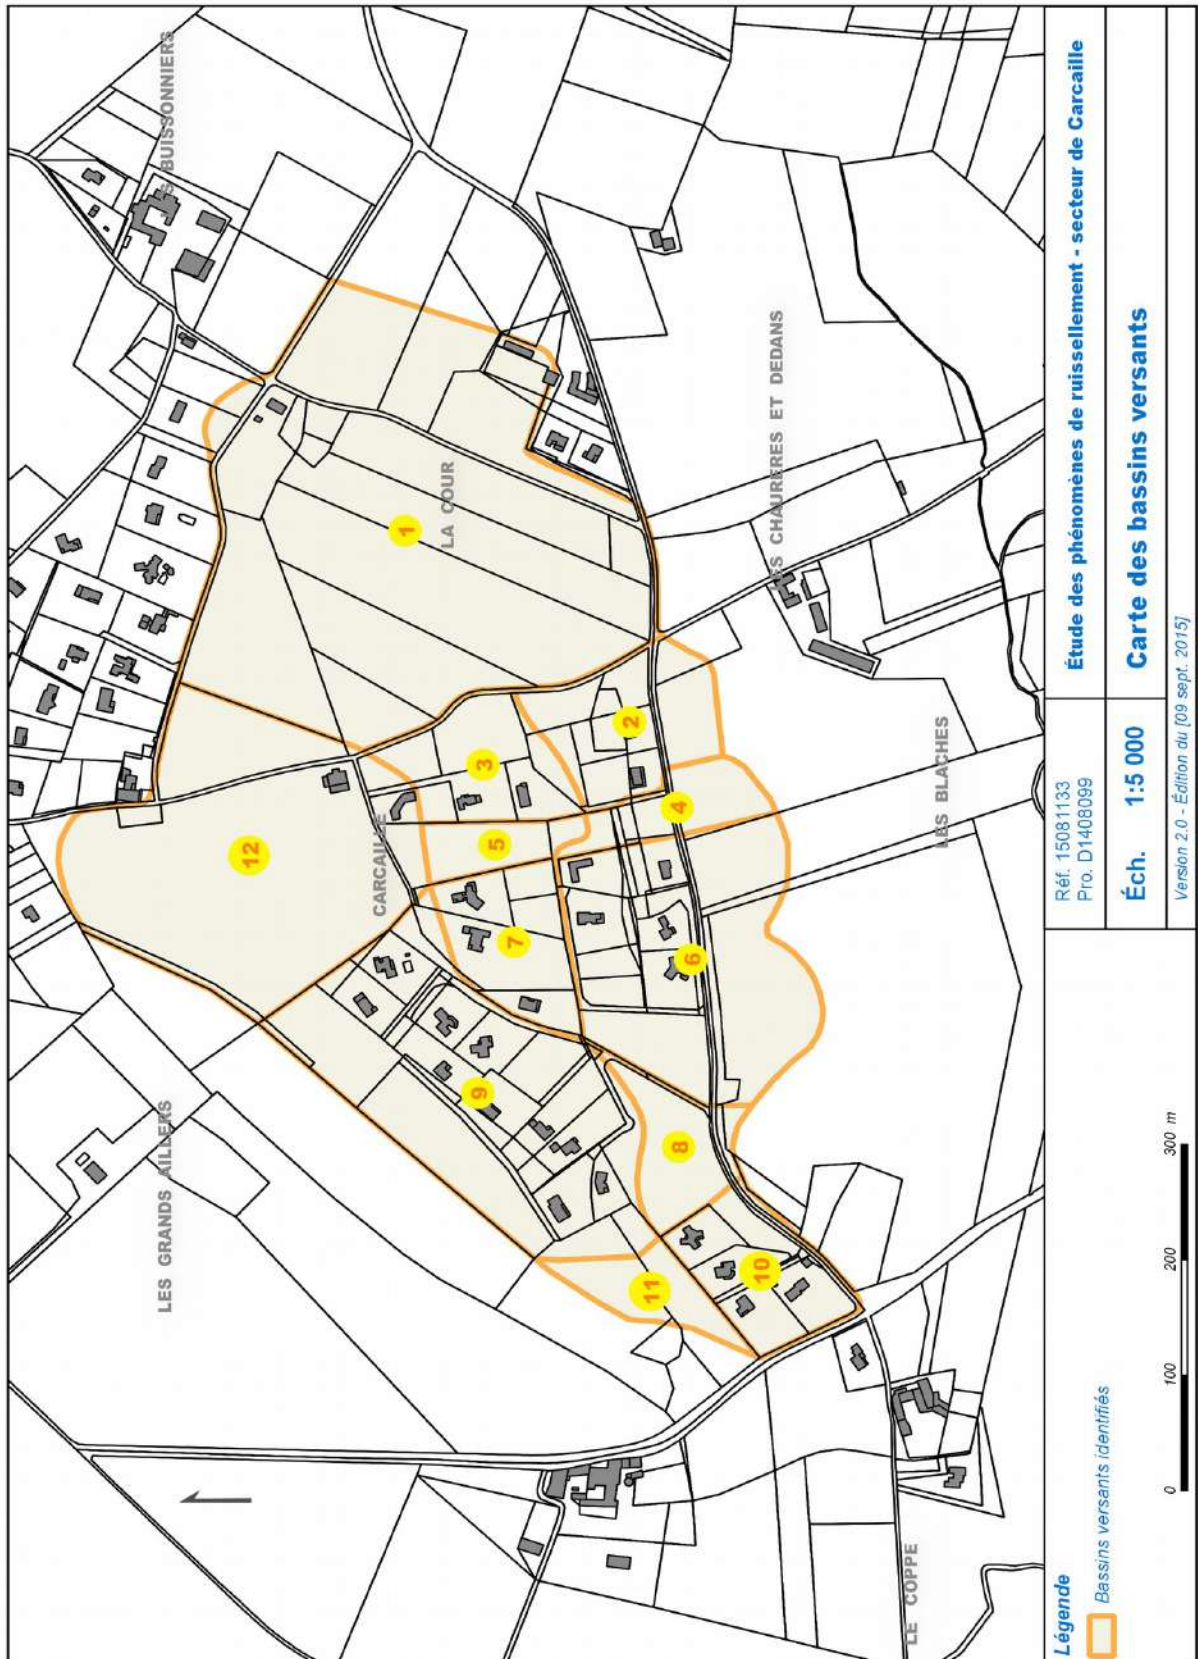 LES BUISSONNIERS
LES GRANDS AILLERS
12
CARCAILLE
1
LA COUR
3
5
7
9
2
4
6
8
11
10
LES CHAURERES ET DEDANS
LES BLACHES
LE COPPE
Légende
Bassins versants identifiés
0 100 200 300 m
Réf. 15081133
Pro. D1408099
Éch. 1:5 000
Étude des phénomènes de ruissellement - secteur de Carcaille
Carte des bassins versants
Version 2.0 - Édition du [09 sept. 2015]